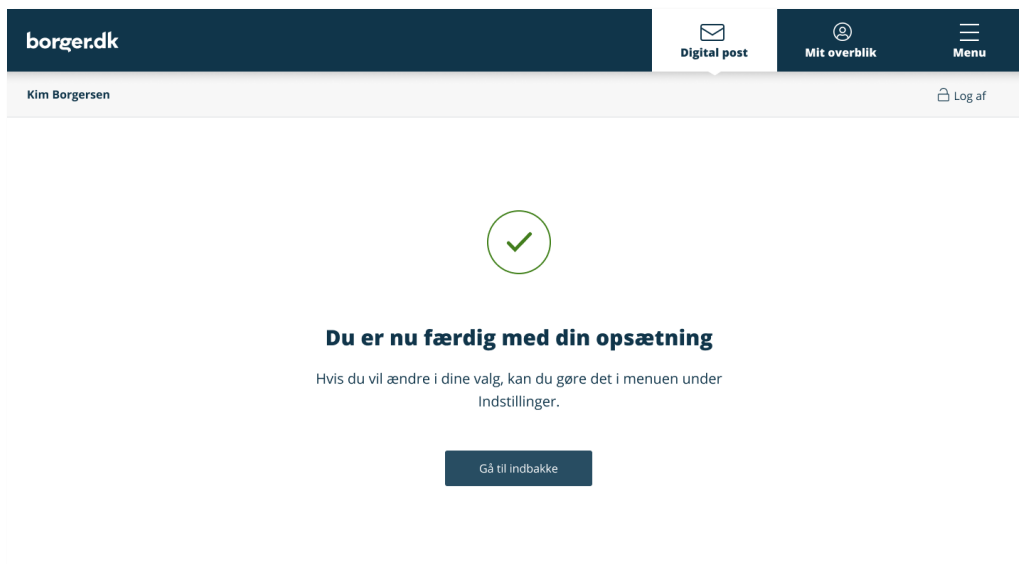 borger.dk
Digital post
Mit overblik
Menu
Kim Borgersen
Log af
Du er nu færdig med din opsætning
Hvis du vil ændre i dine valg, kan du gøre det i menuen under
Indstillinger.
Gå til indbakke